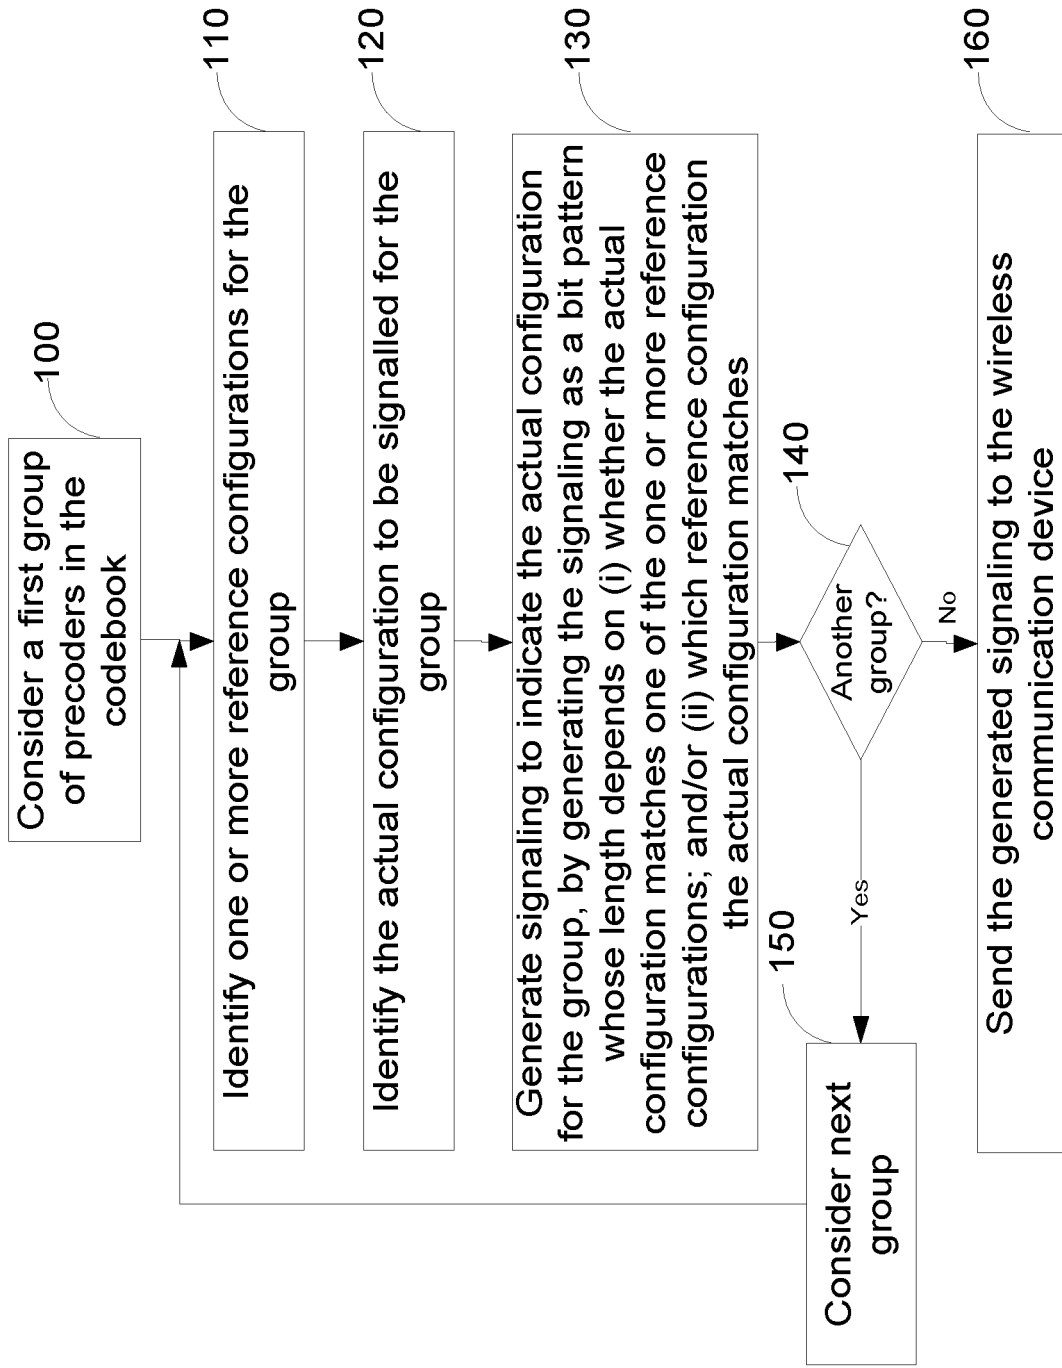 100
Consider a first group
of precoders in the
codebook
110
Identify one or more reference configurations for the
group
120
Identify the actual configuration to be signalled for the
group
130
Generate signaling to indicate the actual configuration
for the group, by generating the signaling as a bit pattern
whose length depends on (i) whether the actual
configuration matches one of the one or more reference
configurations; and/or (ii) which reference configuration
the actual configuration matches
140
Another
group?
Yes
No
150
Consider next
group
160
Send the generated signaling to the wireless
communication device